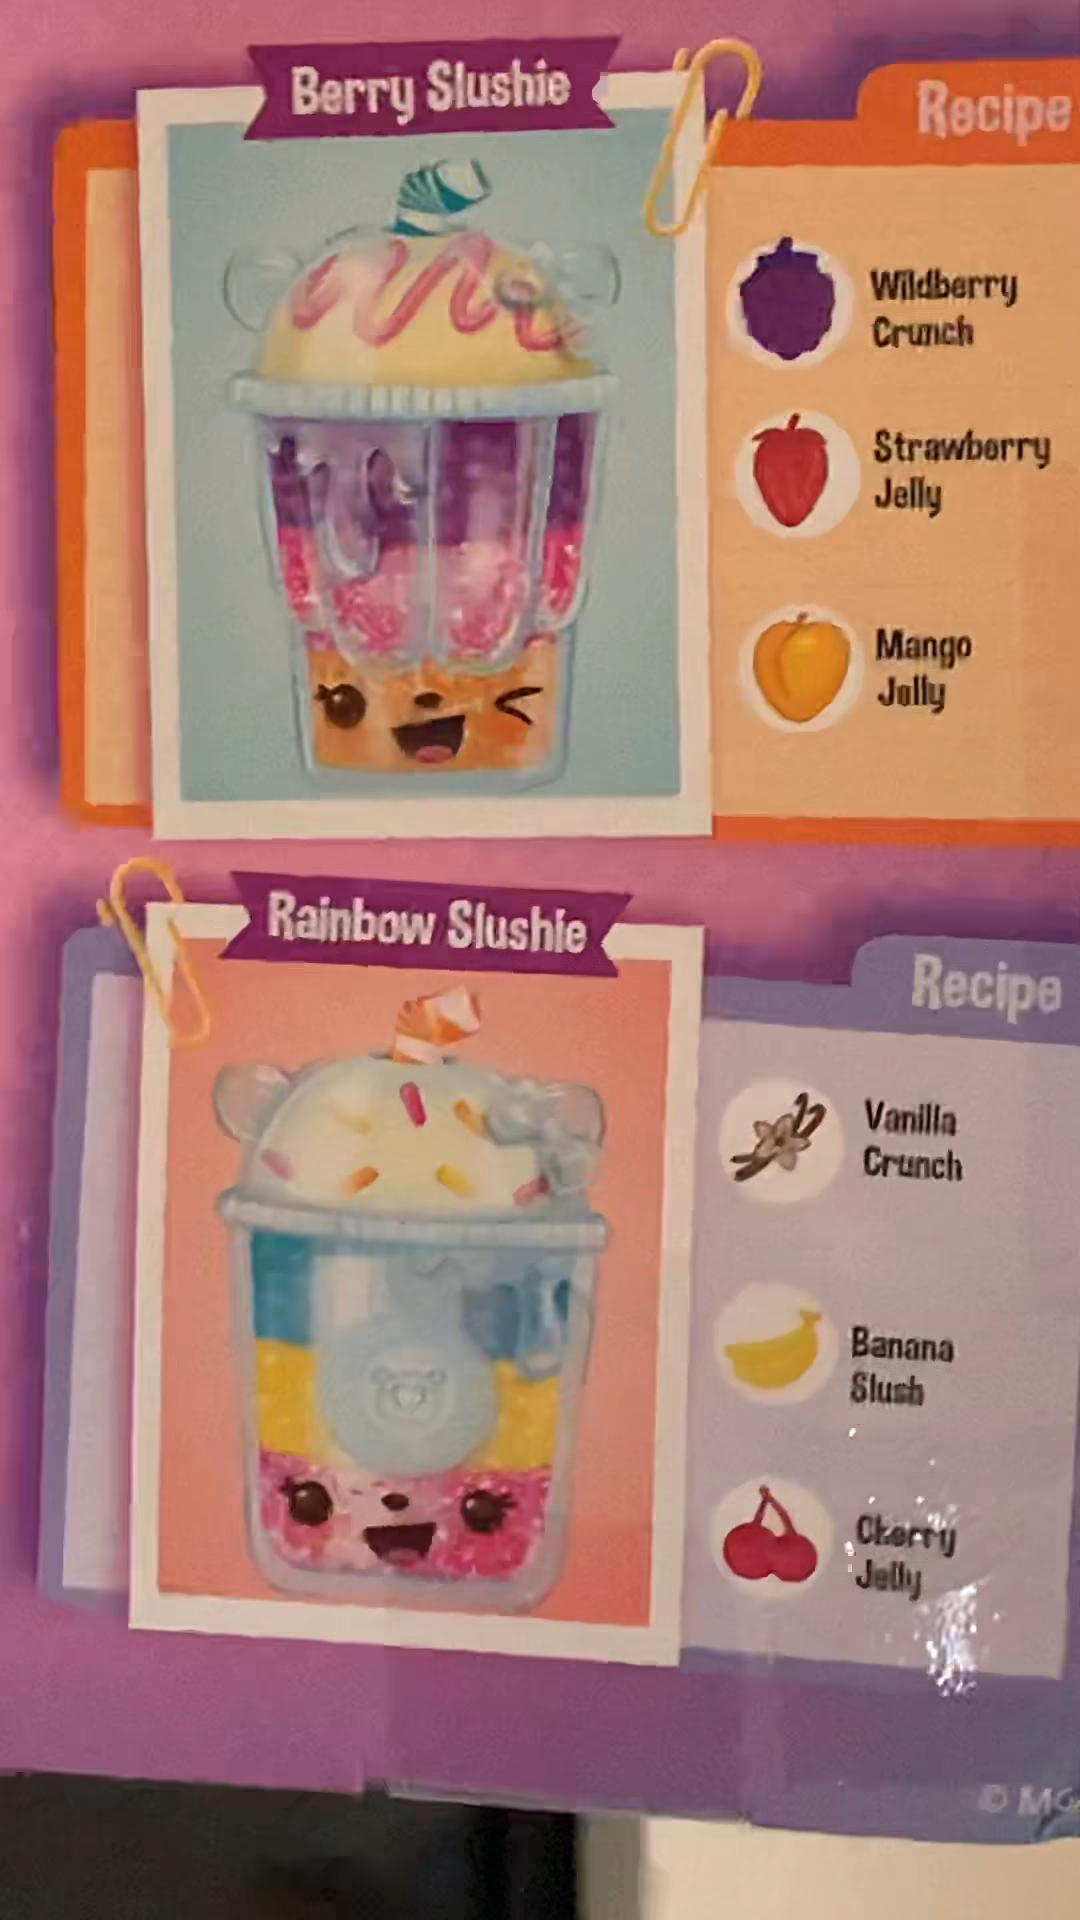 Berry Slushie
Recipe
Wildberry
Crunch
Strawberry
Jelly
Mango
Jelly
Rainbow Slushie
Recipe
Vanilla
Crunch
Banana
Slush
Cherry
Jelly